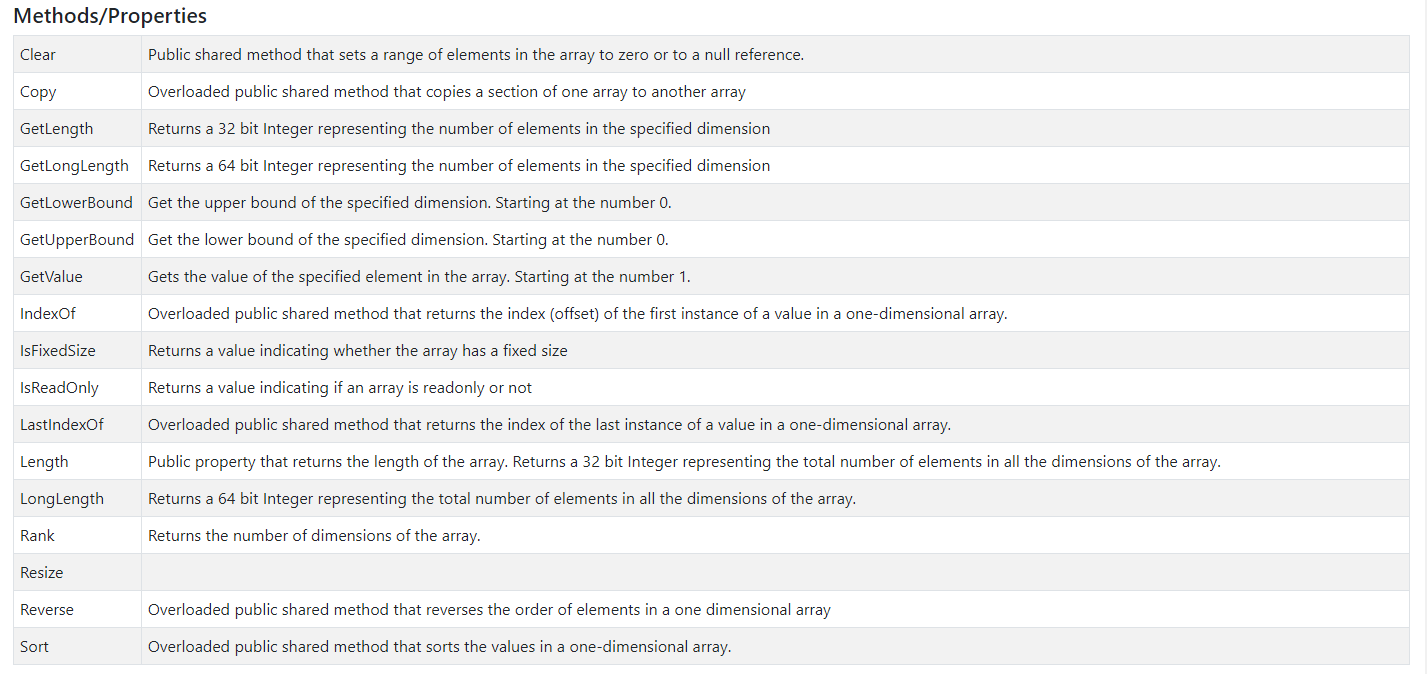 Methods/Properties
Clear Public shared method that sets a range of elements in the array to zero or to a null reference.
Copy Overloaded public shared method that copies a section of one array to another array
GetLength Returns a 32 bit Integer representing the number of elements in the specified dimension
GetLongLength Returns a 64 bit Integer representing the number of elements in the specified dimension
GetLowerBound Get the upper bound of the specified dimension. Starting at the number 0.
GetUpperBound Get the lower bound of the specified dimension. Starting at the number 0.
GetValue Gets the value of the specified element in the array. Starting at the number 1.
IndexOf Overloaded public shared method that returns the index (offset) of the first instance of a value in a one-dimensional array.
IsFixedSize Returns a value indicating whether the array has a fixed size
IsReadOnly Returns a value indicating if an array is readonly or not
LastIndexOf Overloaded public shared method that returns the index of the last instance of a value in a one-dimensional array.
Length Public property that returns the length of the array. Returns a 32 bit Integer representing the total number of elements in all the dimensions of the array.
LongLength Returns a 64 bit Integer representing the total number of elements in all the dimensions of the array.
Rank Returns the number of dimensions of the array.
Resize
Reverse Overloaded public shared method that reverses the order of elements in a one dimensional array
Sort Overloaded public shared method that sorts the values in a one-dimensional array.